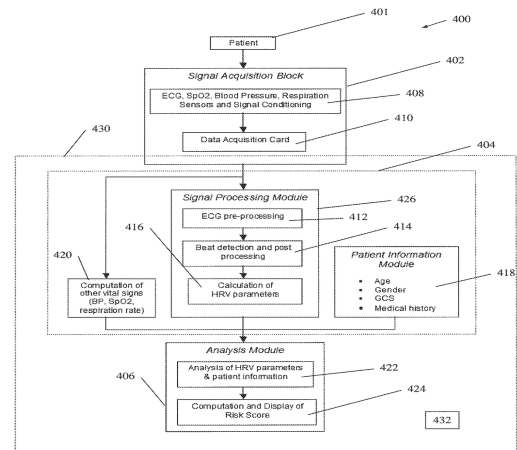 401
400
Patient
Signal Acquisition Block
402
ECG, SpO2, Blood Pressure, Respiration
Sensors and Signal Conditioning
408
410
Data Acquisition Card
430
404
Signal Processing Module
426
ECG pre-processing
412
416
Beat detection and post
processing
414
Patient Information
Module
420
Computation of
other vital signs
(BP, SpO2,
respiration rate)
Calculation of
HRV parameters
• Age
• Gender
• GCS
• Medical history
418
Analysis Module
Analysis of HRV parameters
& patient information
422
406
Computation and Display of
Risk Score
424
432